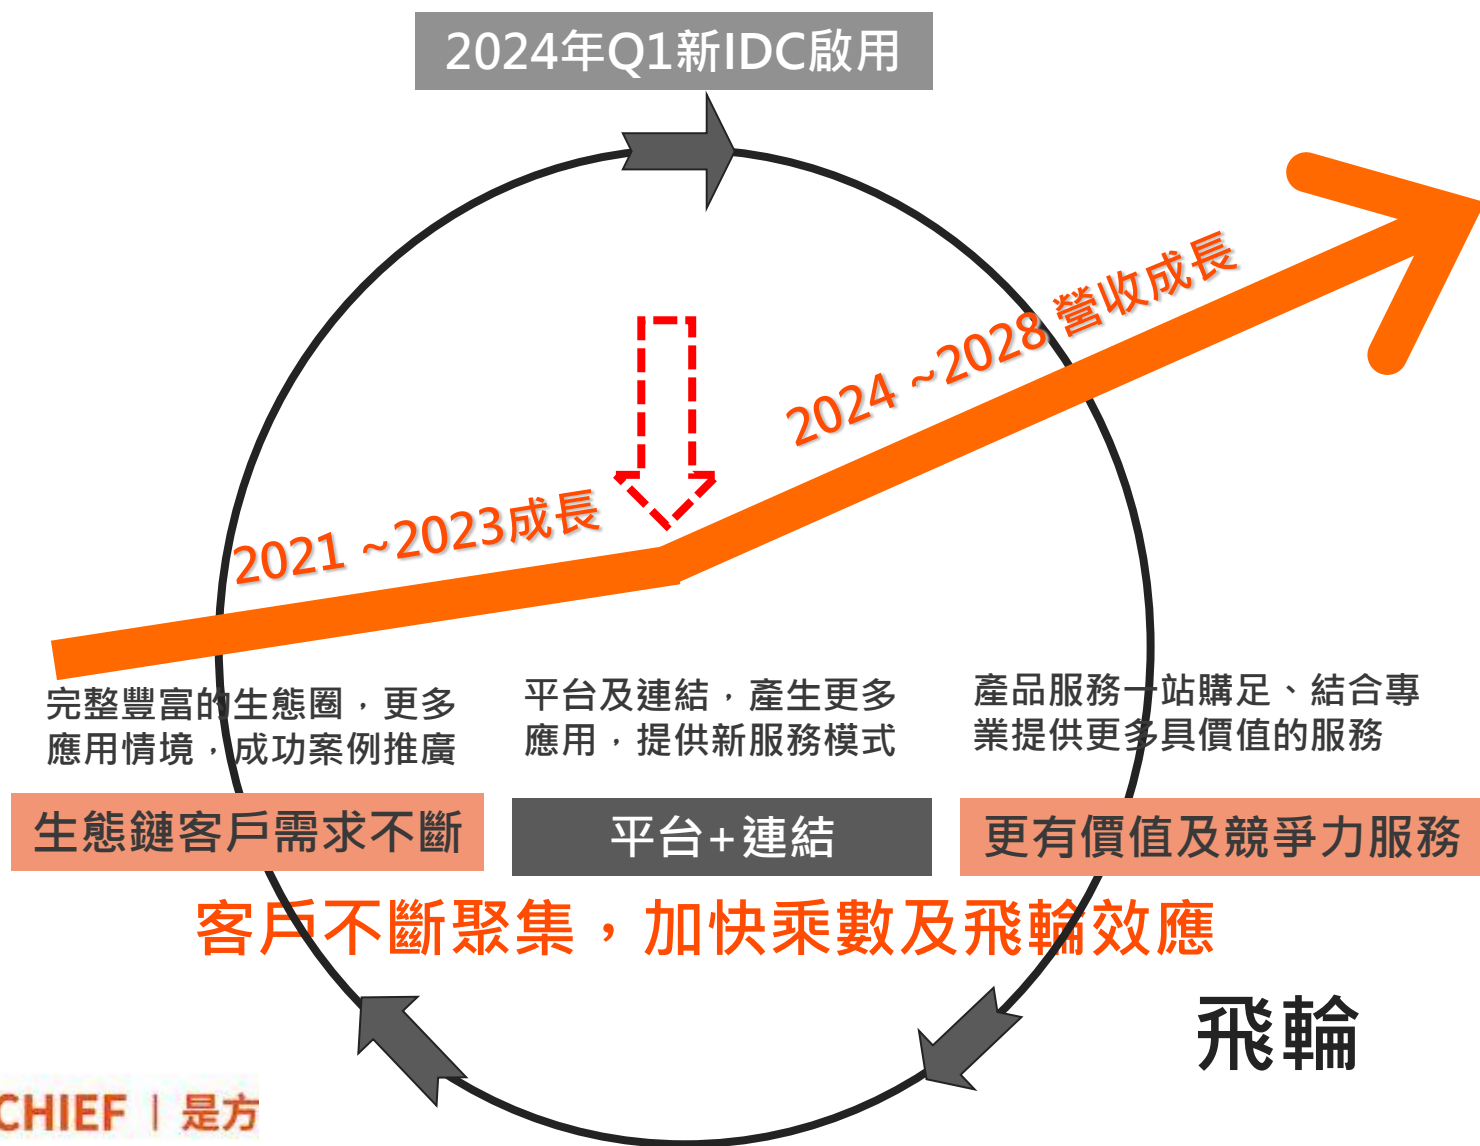 2024年Q1新IDC啟用
2024 ~2028 營收成長
2021 ~2023成長
完整豐富的生態圈，更多
應用情境，成功案例推廣
平台及連結，產生更多
應用，提供新服務模式
產品服務一站購足、結合專
業提供更多具價值的服務
生態鏈客戶需求不斷
平台+連結
更有價值及競爭力服務
客戶不斷聚集，加快乘數及飛輪效應
飛輪
CHIEF | 是方